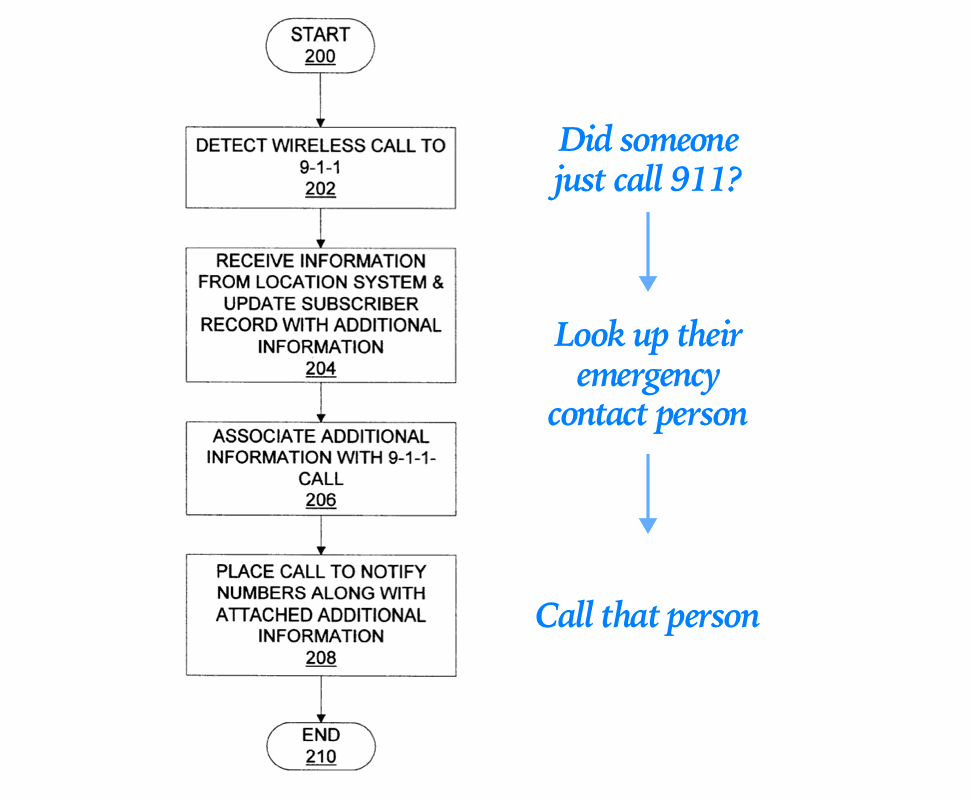 START
200
DETECT WIRELESS CALL TO
9-1-1
202
RECEIVE INFORMATION
FROM LOCATION SYSTEM &
UPDATE SUBSCRIBER
RECORD WITH ADDITIONAL
INFORMATION
204
ASSOCIATE ADDITIONAL
INFORMATION WITH 9-1-1-
CALL
206
PLACE CALL TO NOTIFY
NUMBERS ALONG WITH
ATTACHED ADDITIONAL
INFORMATION
208
END
210
Did someone
just call 911?
Look up their
emergency
contact person
Call that person